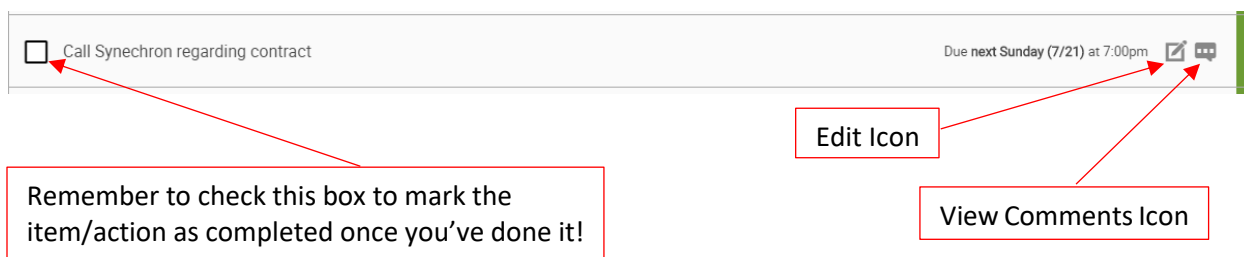 Call Synechron regarding contract
Due next Sunday (7/21) at 7:00pm
Edit Icon
Remember to check this box to mark the
item/action as completed once you’ve done it!
View Comments Icon